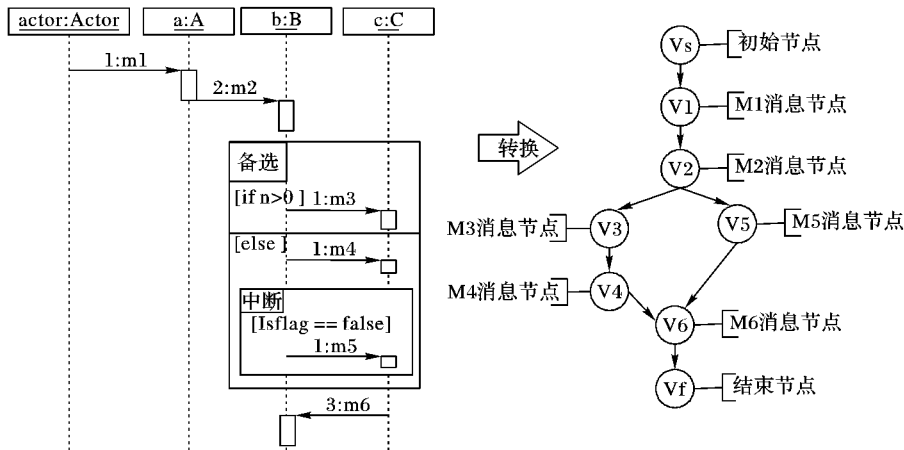 actor:Actor
a:A
b:B
c:C
1:m1
2:m2
备选
[if n>0 ]
1:m3
[else ]
1:m4
中断
[Isflag == false]
1:m5
3:m6
转换
Vs
初始节点
V1
M1消息节点
V2
M2消息节点
M3消息节点
V3
V5
M5消息节点
M4消息节点
V4
V6
M6消息节点
Vf
结束节点